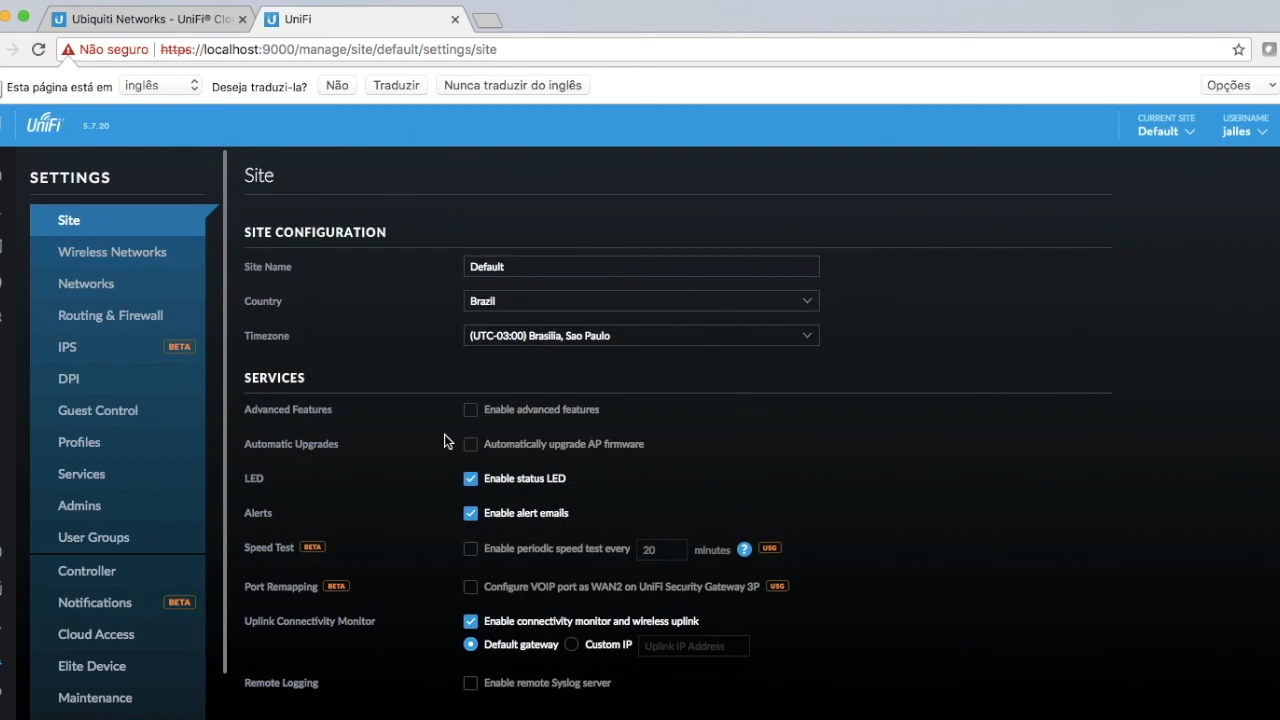 Ubiquiti Networks - UniFi® Clo
UniFi
Não seguro https://localhost:9000/manage/site/default/settings/site
Esta página está em inglês Deseja traduzi-la? Não Traduzir Nunca traduzir do inglês Opções
UniFi 5.7.20
CURRENT SITE
Default
USERNAME
jalles
SETTINGS
Site
Wireless Networks
Networks
Routing & Firewall
IPS BETA
DPI
Guest Control
Profiles
Services
Admins
User Groups
Controller
Notifications BETA
Cloud Access
Elite Device
Maintenance
Site
SITE CONFIGURATION
Site Name Default
Country Brazil
Timezone (UTC-03:00) Brasilia, Sao Paulo
SERVICES
Advanced Features Enable advanced features
Automatic Upgrades Automatically upgrade AP firmware
LED Enable status LED
Alerts Enable alert emails
Speed Test BETA Enable periodic speed test every 20 minutes ? USG
Port Remapping BETA Configure VOIP port as WAN2 on UniFi Security Gateway 3P USG
Uplink Connectivity Monitor Enable connectivity monitor and wireless uplink
Default gateway Custom IP Uplink IP Address
Remote Logging Enable remote Syslog server